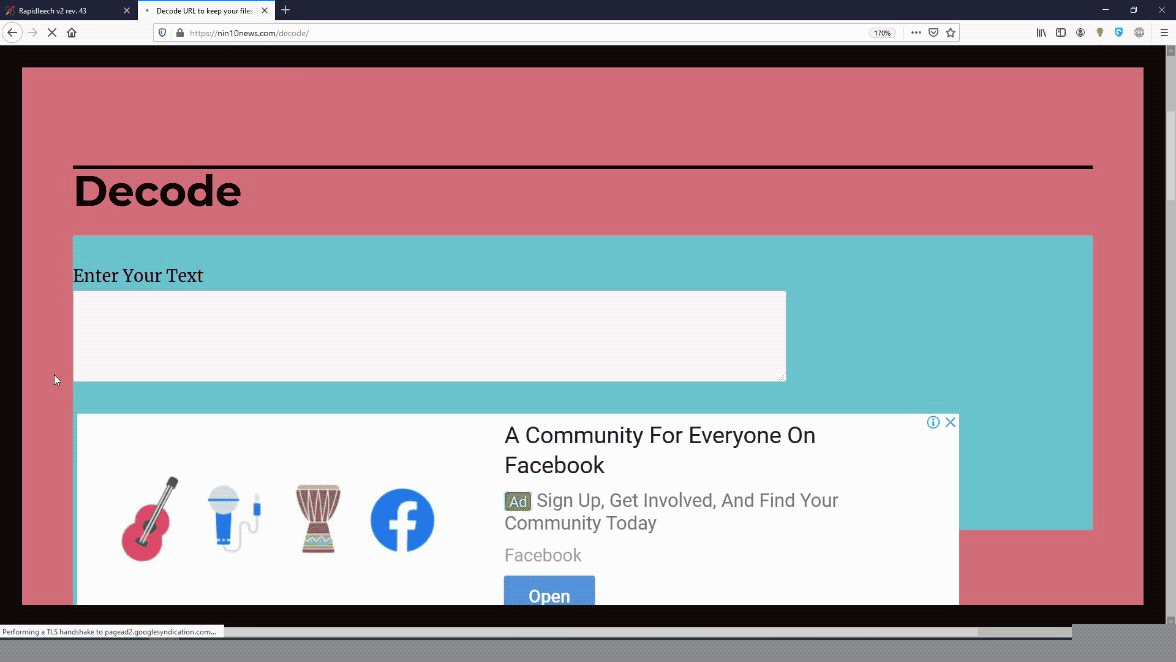 Rapidleech v2 rev. 43
Decode URL to keep your files
https://nin10news.com/decode/
170%
Decode
Enter Your Text
A Community For Everyone On
Facebook
Ad Sign Up, Get Involved, And Find Your
Community Today
Facebook
Open
Performing a TLS handshake to pagead2.googlesyndication.com...